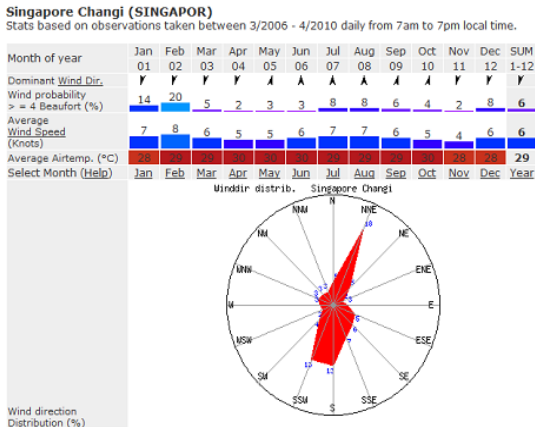 Singapore Changi (SINGAPOR)
Stats based on observations taken between 3/2006 - 4/2010 daily from 7am to 7pm local time.
Month of year Jan Feb Mar Apr May Jun Jul Aug Sep Oct Nov Dec SUM
01 02 03 04 05 06 07 08 09 10 11 12 1-12
Dominant Wind Dir.
Wind probability
> = 4 Beaufort (%) 14 20 5 2 3 3 8 8 6 4 2 8 6
Average
Wind Speed
(Knots) 7 8 6 5 5 6 7 7 6 5 4 6 6
Average Airtemp. (°C) 28 29 29 30 30 30 29 29 29 30 28 28 29
Select Month (Help) Jan Feb Mar Apr May Jun Jul Aug Sep Oct Nov Dec Year
Winddir distrib. Singapore Changi
N
NNW NNE
18
NW NE
WNW ENE
W E
WSW ESE
SW SE
13 13 7
SSW SSE
S
Wind direction
Distribution (%)